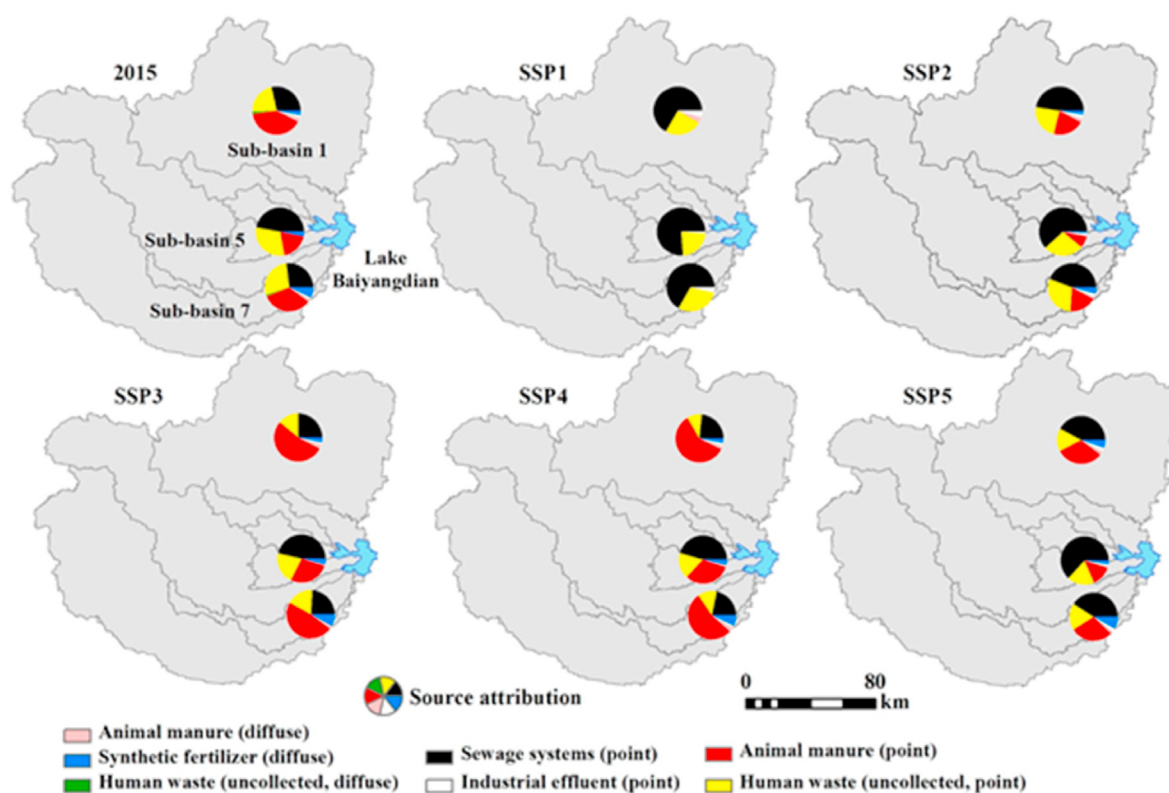 2015
SSP1
SSP2
Sub-basin 1
Sub-basin 5
Lake
Baiyangdian
Sub-basin 7
SSP3
SSP4
SSP5
Source attribution
0 80
km
Animal manure (diffuse)
Synthetic fertilizer (diffuse)
Human waste (uncollected, diffuse)
Sewage systems (point)
Industrial effluent (point)
Animal manure (point)
Human waste (uncollected, point)